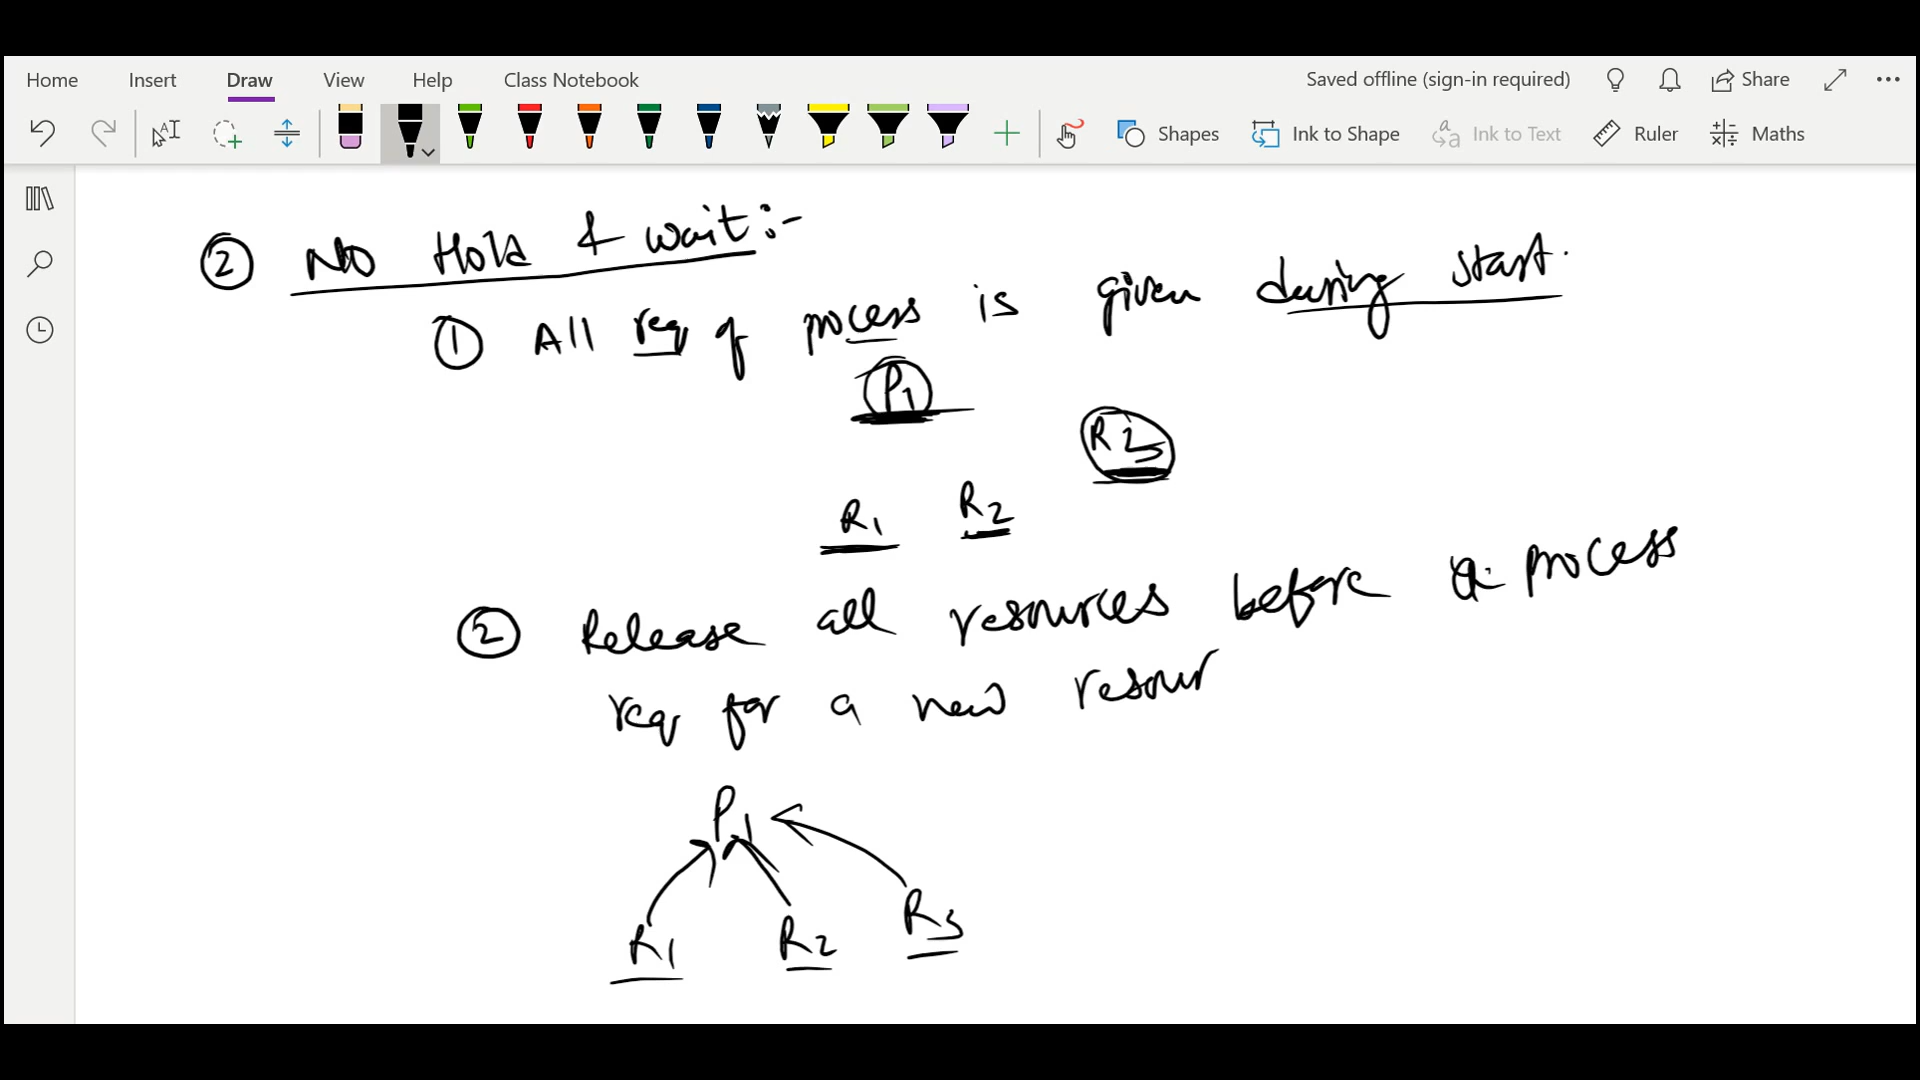 Home Insert Draw View Help Class Notebook Saved offline (sign-in required) Share
Shapes Ink to Shape Ink to Text Ruler Maths
② No Hold & wait:-
① All req of process is given during start.
P1
R3
R1 R2
② Release all resources before a process
req for a new resour
P1
R1 R2 R3